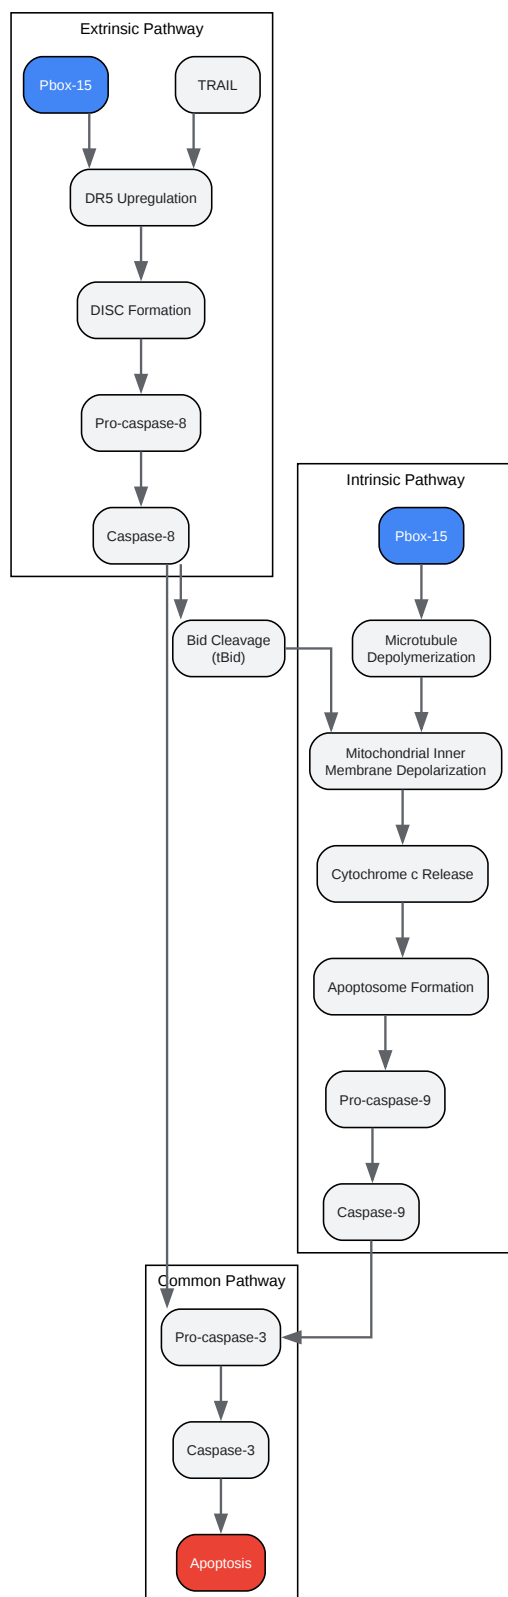 Extrinsic Pathway
Pbox-15
TRAIL
DR5 Upregulation
DISC Formation
Pro-caspase-8
Caspase-8
Intrinsic Pathway
Pbox-15
Bid Cleavage
(tBid)
Microtubule
Depolymerization
Mitochondrial Inner
Membrane Depolarization
Cytochrome c Release
Apoptosome Formation
Pro-caspase-9
Caspase-9
Common Pathway
Pro-caspase-3
Caspase-3
Apoptosis